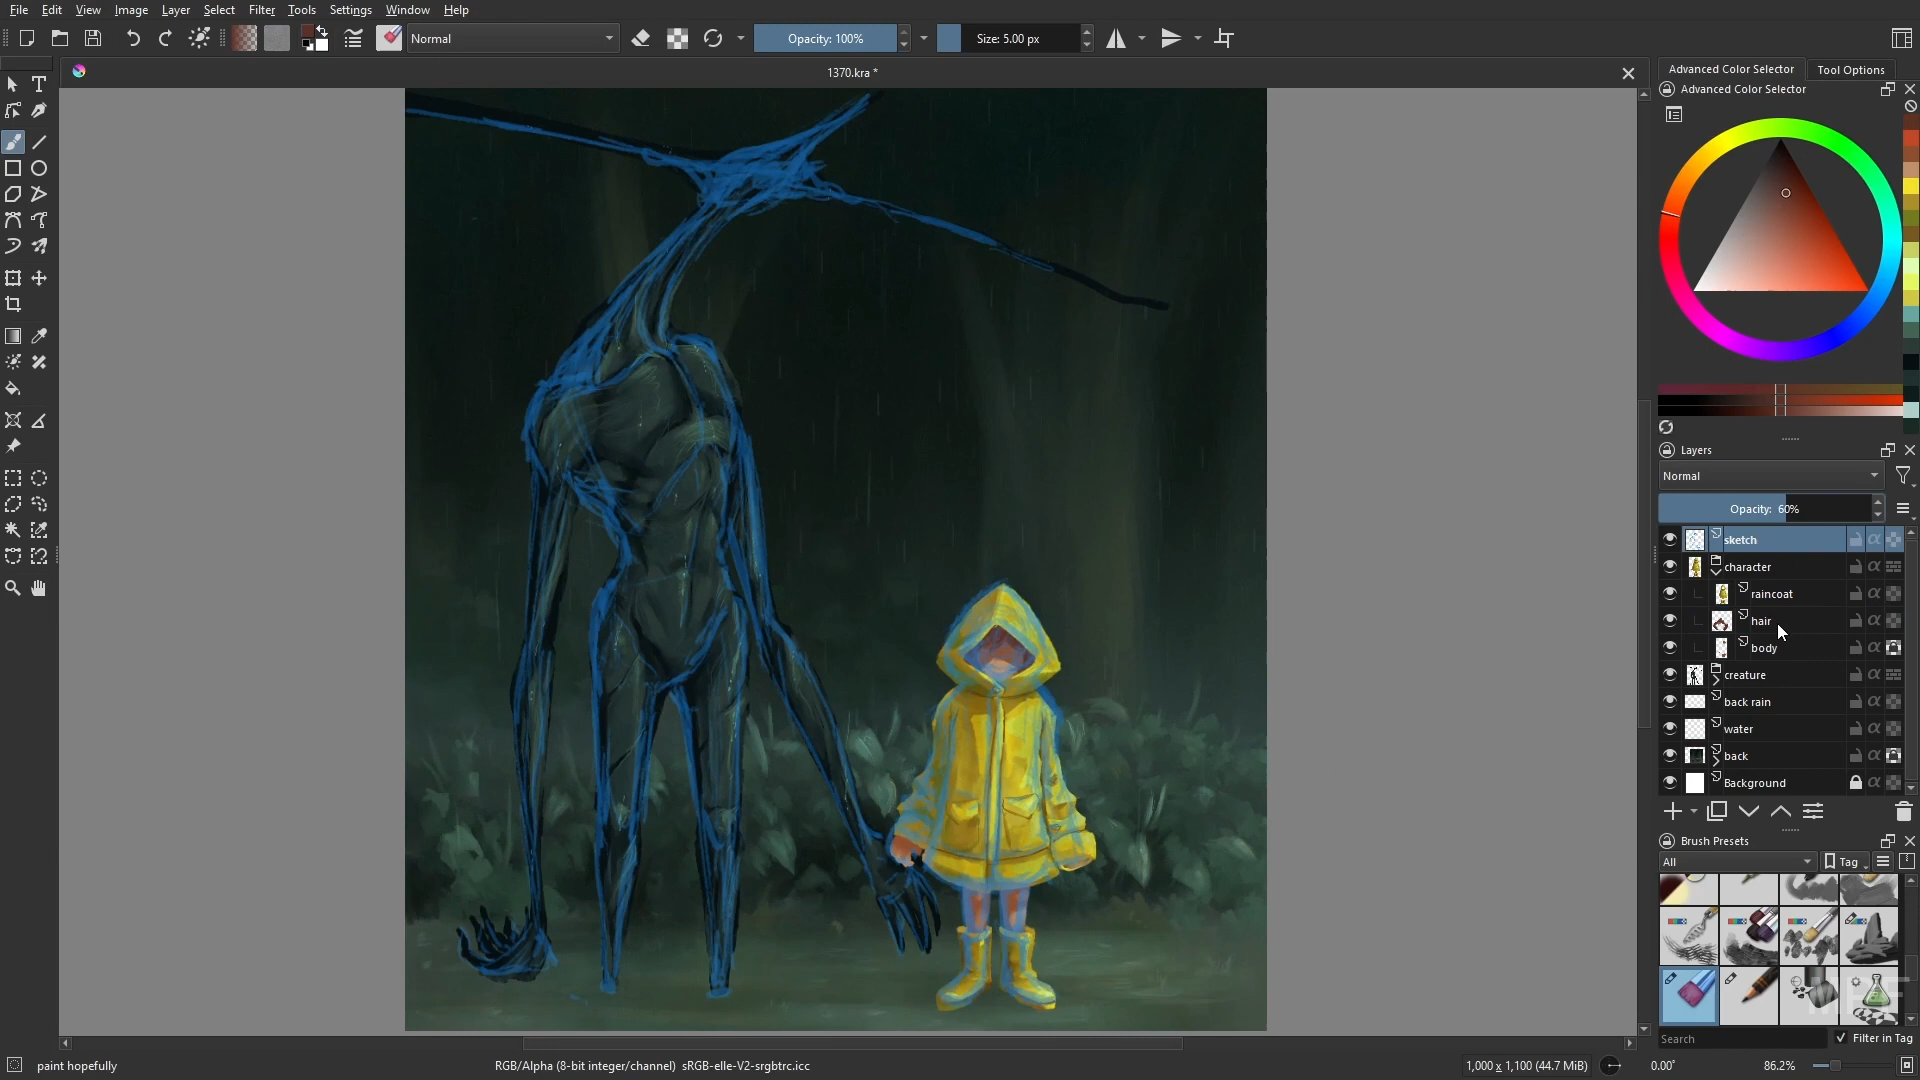 File Edit View Image Layer Select Filter Tools Settings Window Help
Normal
Opacity: 100%
Size: 5.00 px
1370.kra *
Advanced Color Selector
Tool Options
Advanced Color Selector
Layers
Normal
Opacity: 60%
sketch
character
raincoat
hair
body
creature
back rain
water
back
Background
Brush Presets
All
Tag
Search
Filter in Tag
paint hopefully
RGB/Alpha (8-bit integer/channel) sRGB-elle-V2-srgbtrc.icc
1,000 x 1,100 (44.7 MiB)
0.00°
86.2%